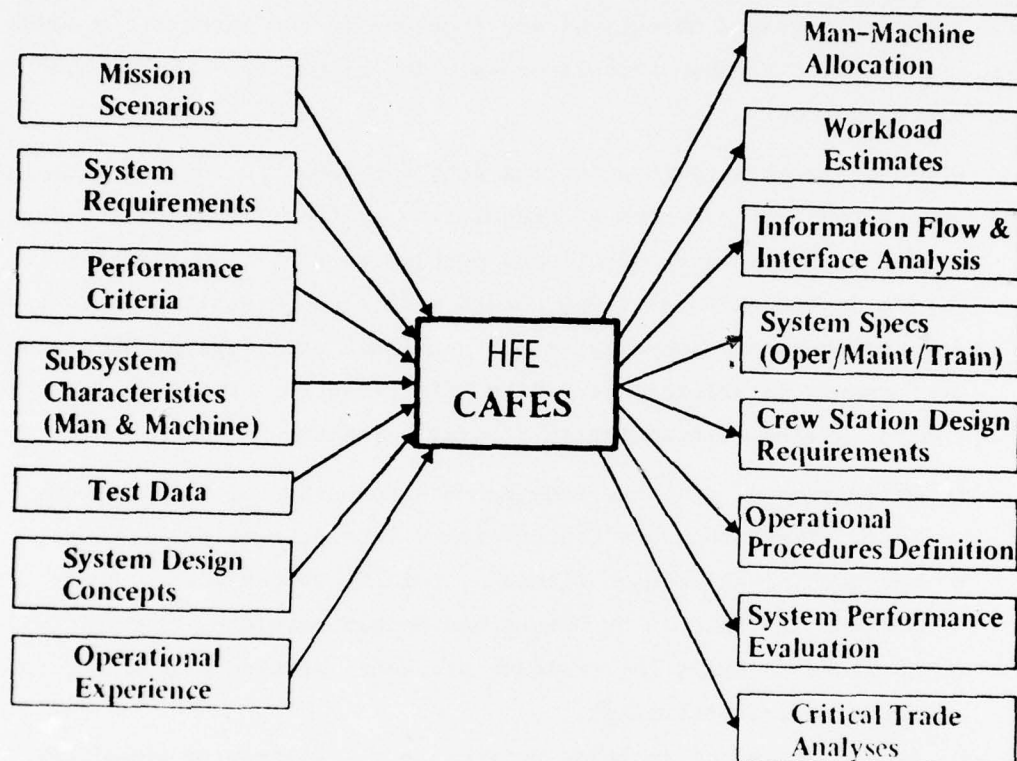 Mission
Scenarios
System
Requirements
Performance
Criteria
Subsystem
Characteristics
(Man & Machine)
Test Data
System Design
Concepts
Operational
Experience
HFE
CAFES
Man-Machine
Allocation
Workload
Estimates
Information Flow &
Interface Analysis
System Specs
(Oper/Maint/Train)
Crew Station Design
Requirements
Operational
Procedures Definition
System Performance
Evaluation
Critical Trade
Analyses